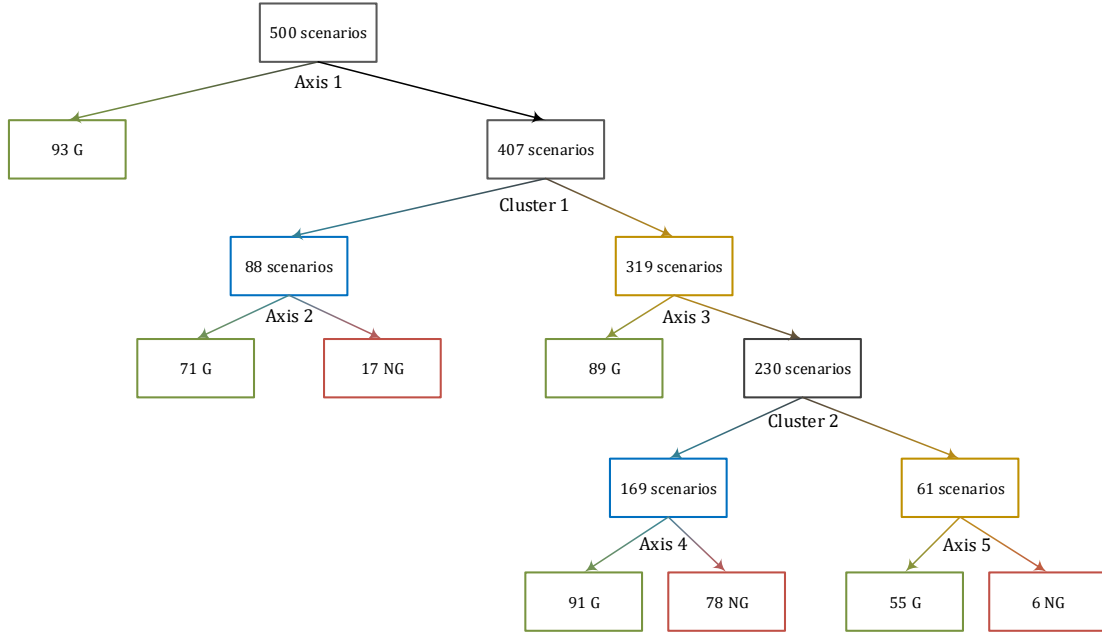 500 scenarios
Axis 1
93 G
407 scenarios
Cluster 1
88 scenarios
319 scenarios
Axis 2
Axis 3
71 G
17 NG
89 G
230 scenarios
Cluster 2
169 scenarios
61 scenarios
Axis 4
Axis 5
91 G
78 NG
55 G
6 NG